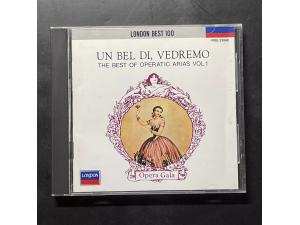 LONDON BEST 100
UN BEL DI, VEDREMO
THE BEST OF OPERATIC ARIAS VOL.1
LONDON
Opera Gala